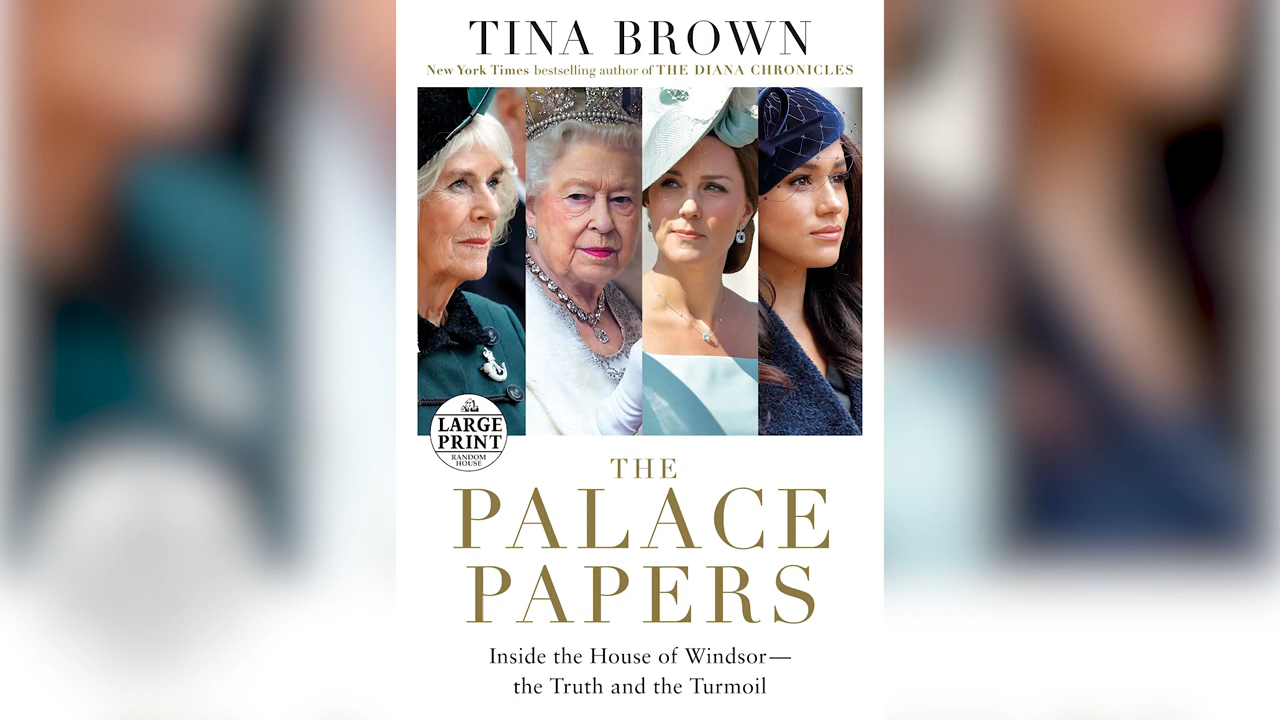 TINA BROWN
New York Times bestselling author of THE DIANA CHRONICLES
LARGE
PRINT
RANDOM
HOUSE
THE
PALACE
PAPERS
Inside the House of Windsor—
the Truth and the Turmoil